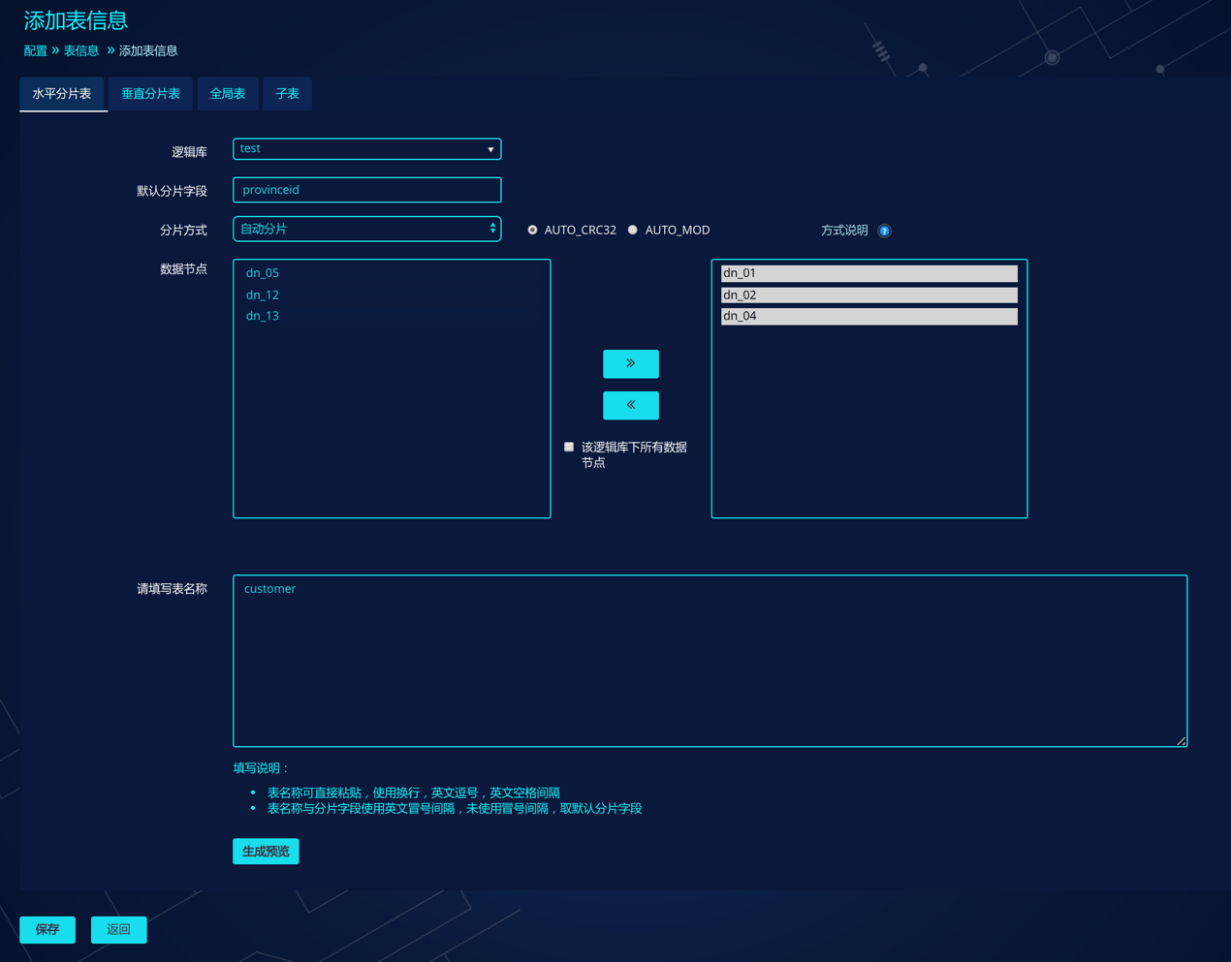 添加表信息
配置 » 表信息 » 添加表信息
水平分片表 垂直分片表 全局表 子表
逻辑库 test
默认分片字段 provinceid
分片方式 自动分片 AUTO_CRC32 AUTO_MOD 方式说明 ?
数据节点 dn_05 dn_01
dn_12 dn_02
dn_13 dn_04
»
«
该逻辑库下所有数据
节点
请填写表名称 customer
填写说明：
• 表名称可直接粘贴，使用换行，英文逗号，英文空格间隔
• 表名称与分片字段使用英文冒号间隔，未使用冒号间隔，取默认分片字段
生成预览
保存 返回